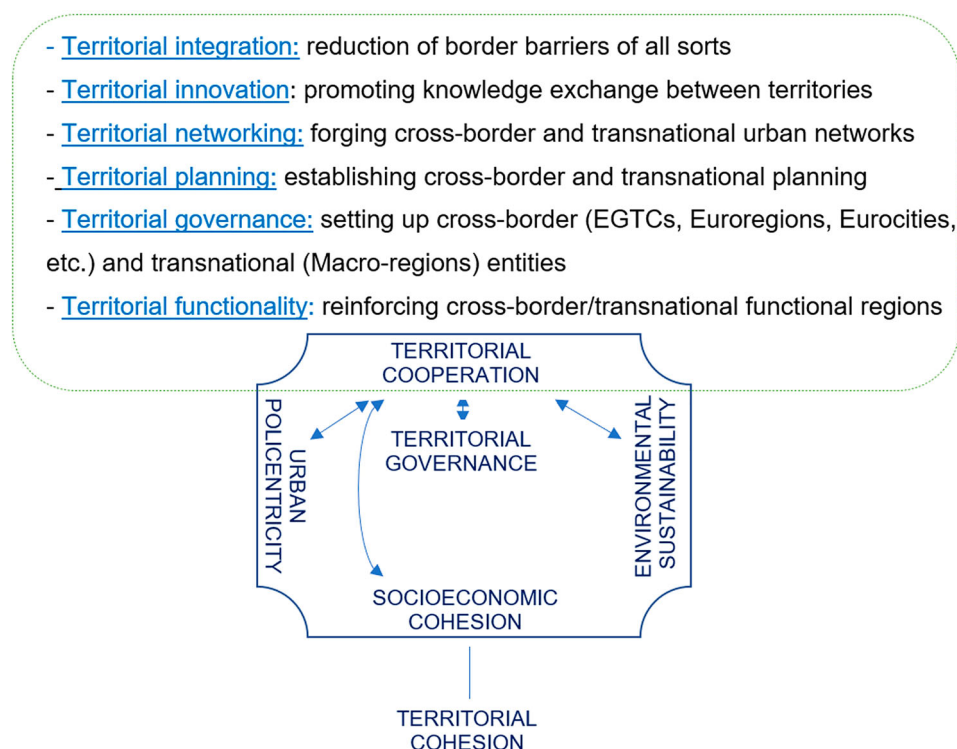 - Territorial integration: reduction of border barriers of all sorts
- Territorial innovation: promoting knowledge exchange between territories
- Territorial networking: forging cross-border and transnational urban networks
- Territorial planning: establishing cross-border and transnational planning
- Territorial governance: setting up cross-border (EGTCs, Euroregions, Eurocities,
etc.) and transnational (Macro-regions) entities
- Territorial functionality: reinforcing cross-border/transnational functional regions
TERRITORIAL
COOPERATION
URBAN
POLICENTRICITY
TERRITORIAL
GOVERNANCE
ENVIRONMENTAL
SUSTAINABILITY
SOCIOECONOMIC
COHESION
TERRITORIAL
COHESION